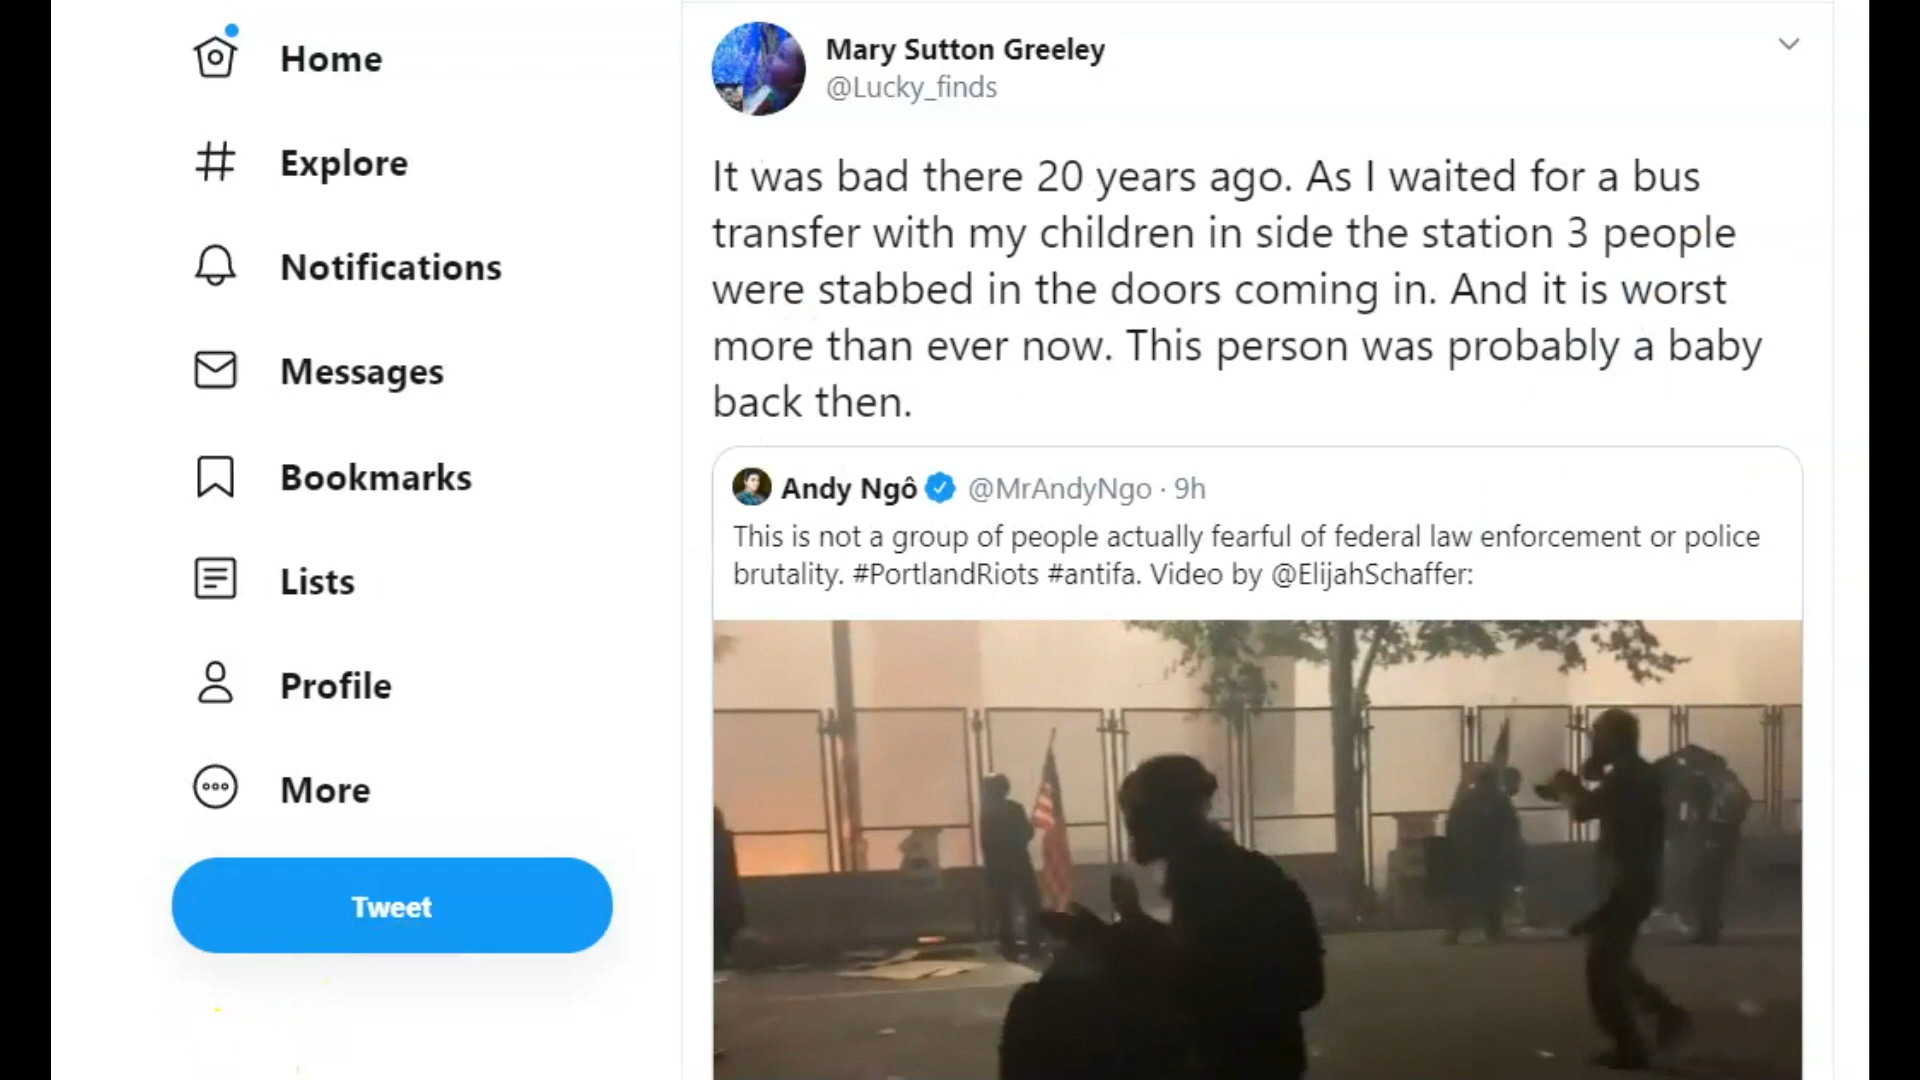 Home
Explore
Notifications
Messages
Bookmarks
Lists
Profile
More
Tweet
Mary Sutton Greeley
@Lucky_finds
It was bad there 20 years ago. As I waited for a bus
transfer with my children in side the station 3 people
were stabbed in the doors coming in. And it is worst
more than ever now. This person was probably a baby
back then.
Andy Ngô @MrAndyNgo · 9h
This is not a group of people actually fearful of federal law enforcement or police
brutality. #PortlandRiots #antifa. Video by @ElijahSchaffer: